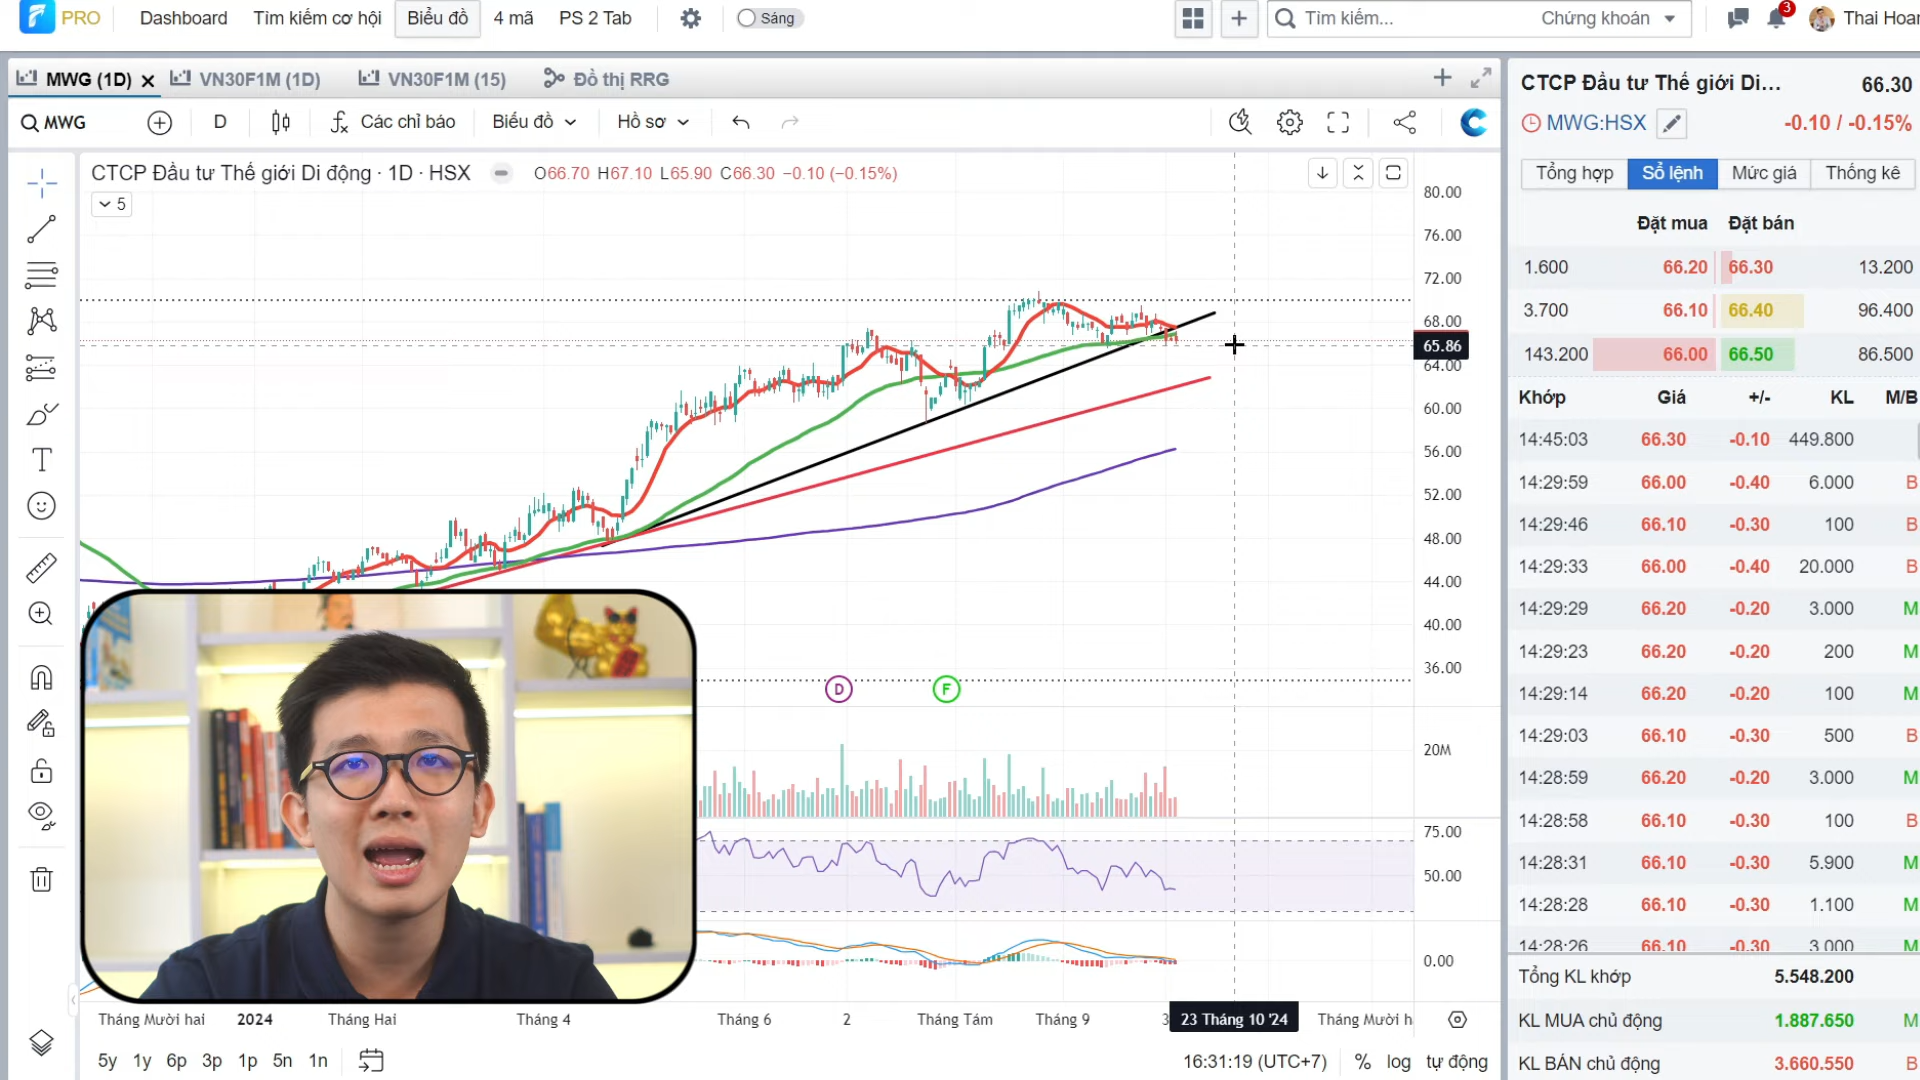 PRO Dashboard Tìm kiếm cơ hội Biểu đồ 4 mã PS 2 Tab Sáng Tìm kiếm... Chứng khoán 3 Thai Hoan
MWG (1D) VN30F1M (1D) VN30F1M (15) Đồ thị RRG
MWG D Các chỉ báo Biểu đồ Hồ sơ
CTCP Đầu tư Thế giới Di động · 1D · HSX O66.70 H67.10 L65.90 C66.30 −0.10 (−0.15%)
5
80.00
76.00
72.00
68.00
65.86
64.00
60.00
56.00
52.00
48.00
44.00
40.00
36.00
D F
20M
75.00
50.00
0.00
Tháng Mười hai 2024 Tháng Hai Tháng 4 Tháng 6 2 Tháng Tám Tháng 9 3 23 Tháng 10 '24 Tháng Mười h
5y 1y 6p 3p 1p 5n 1n 16:31:19 (UTC+7) % log tự động
CTCP Đầu tư Thế giới Di... 66.30
MWG:HSX -0.10 / -0.15%
Tổng hợp Sổ lệnh Mức giá Thống kê
Đặt mua Đặt bán
1.600 66.20 66.30 13.200
3.700 66.10 66.40 96.400
143.200 66.00 66.50 86.500
Khớp Giá +/- KL M/B
14:45:03 66.30 -0.10 449.800
14:29:59 66.00 -0.40 6.000 B
14:29:46 66.10 -0.30 100 B
14:29:33 66.00 -0.40 20.000 B
14:29:29 66.20 -0.20 3.000 M
14:29:23 66.20 -0.20 200 M
14:29:14 66.20 -0.20 100 M
14:29:03 66.10 -0.30 500 B
14:28:59 66.20 -0.20 3.000 M
14:28:58 66.10 -0.30 100 B
14:28:31 66.10 -0.30 5.900 M
14:28:28 66.10 -0.30 1.100 M
14:28:26 66.10 -0.30 3.000 M
Tổng KL khớp 5.548.200
KL MUA chủ động 1.887.650 M
KL BÁN chủ động 3.660.550 B